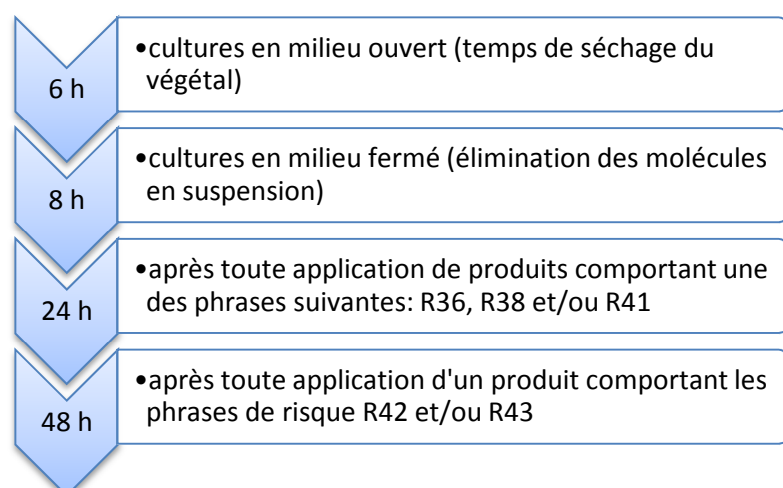 6 h
•cultures en milieu ouvert (temps de séchage du
végétal)
8 h
•cultures en milieu fermé (élimination des molécules
en suspension)
24 h
•après toute application de produits comportant une
des phrases suivantes: R36, R38 et/ou R41
48 h
•après toute application d'un produit comportant les
phrases de risque R42 et/ou R43